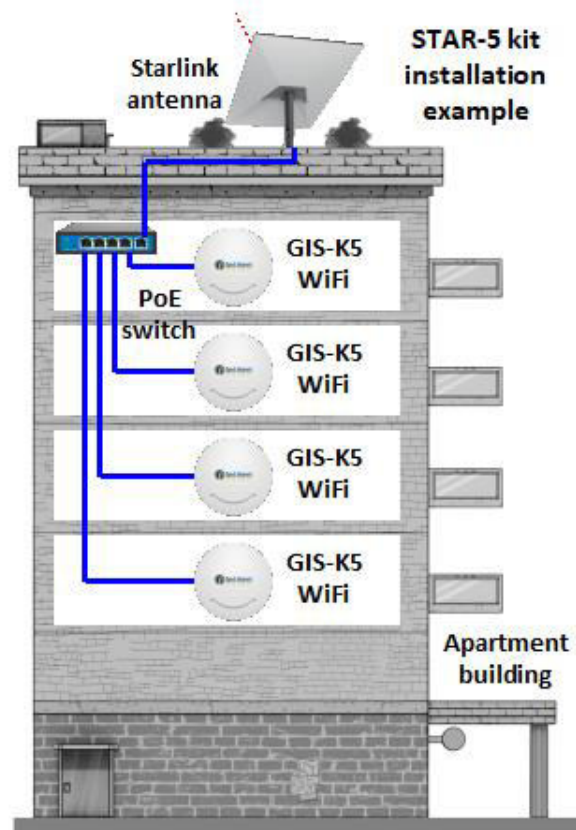 STAR-5 kit
installation
example
Starlink
antenna
GIS-K5
WiFi
PoE
switch
GIS-K5
WiFi
GIS-K5
WiFi
GIS-K5
WiFi
Apartment
building